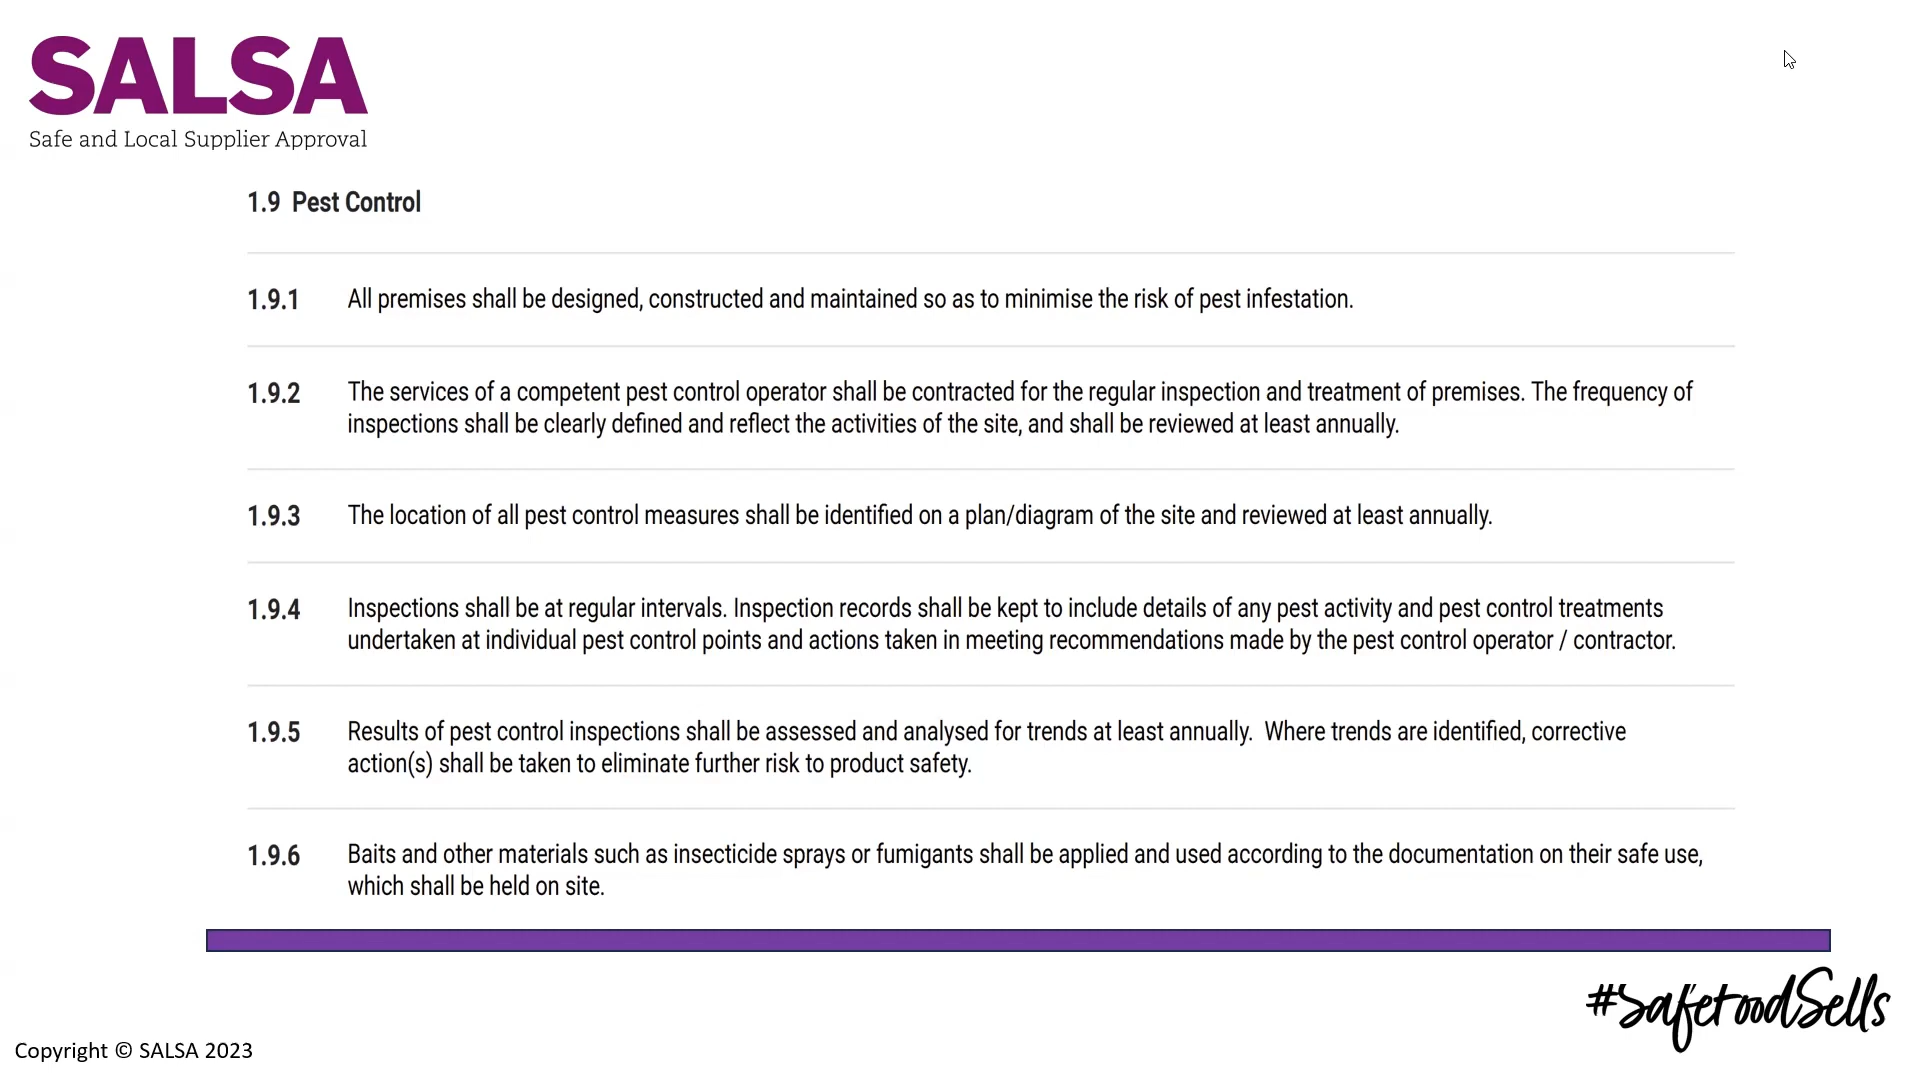 SALSA
Safe and Local Supplier Approval
1.9 Pest Control
1.9.1 All premises shall be designed, constructed and maintained so as to minimise the risk of pest infestation.
1.9.2 The services of a competent pest control operator shall be contracted for the regular inspection and treatment of premises. The frequency of
inspections shall be clearly defined and reflect the activities of the site, and shall be reviewed at least annually.
1.9.3 The location of all pest control measures shall be identified on a plan/diagram of the site and reviewed at least annually.
1.9.4 Inspections shall be at regular intervals. Inspection records shall be kept to include details of any pest activity and pest control treatments
undertaken at individual pest control points and actions taken in meeting recommendations made by the pest control operator / contractor.
1.9.5 Results of pest control inspections shall be assessed and analysed for trends at least annually. Where trends are identified, corrective
action(s) shall be taken to eliminate further risk to product safety.
1.9.6 Baits and other materials such as insecticide sprays or fumigants shall be applied and used according to the documentation on their safe use,
which shall be held on site.
#SafeFoodSells
Copyright © SALSA 2023